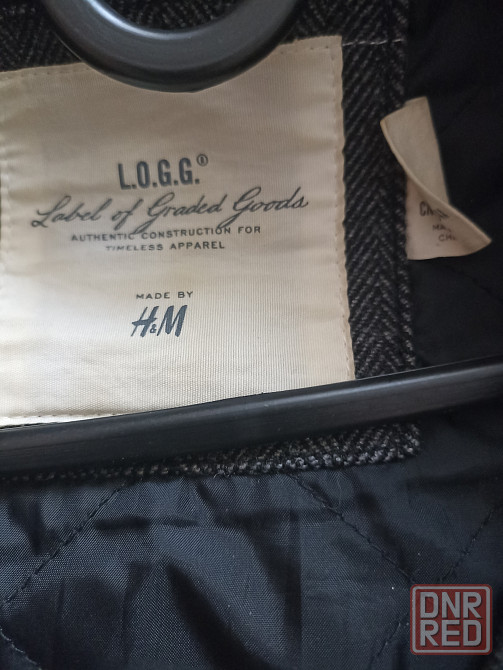 L.O.G.G.®
Label of Graded Goods
AUTHENTIC CONSTRUCTION FOR
TIMELESS APPAREL
MADE BY
H&M
DNR
RED